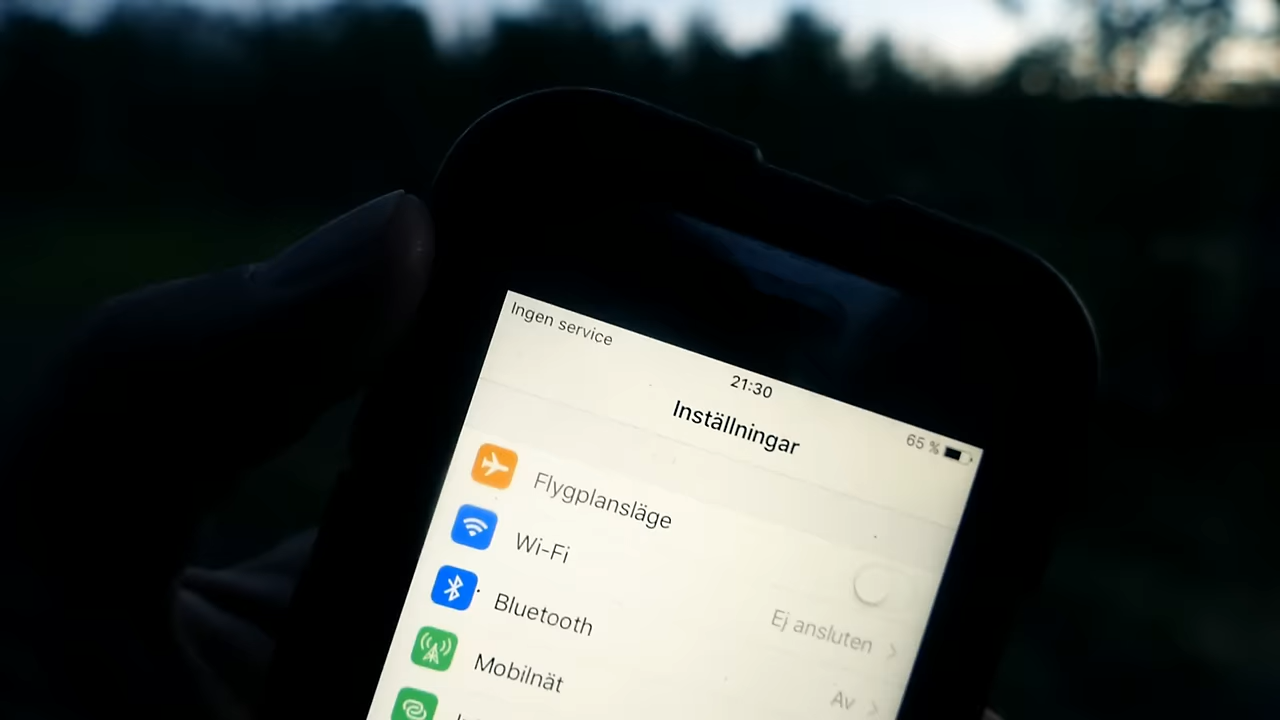 Ingen service
21:30
65 %
Inställningar
Flygplansläge
Wi-Fi
Ej ansluten
Bluetooth
Av
Mobilnät